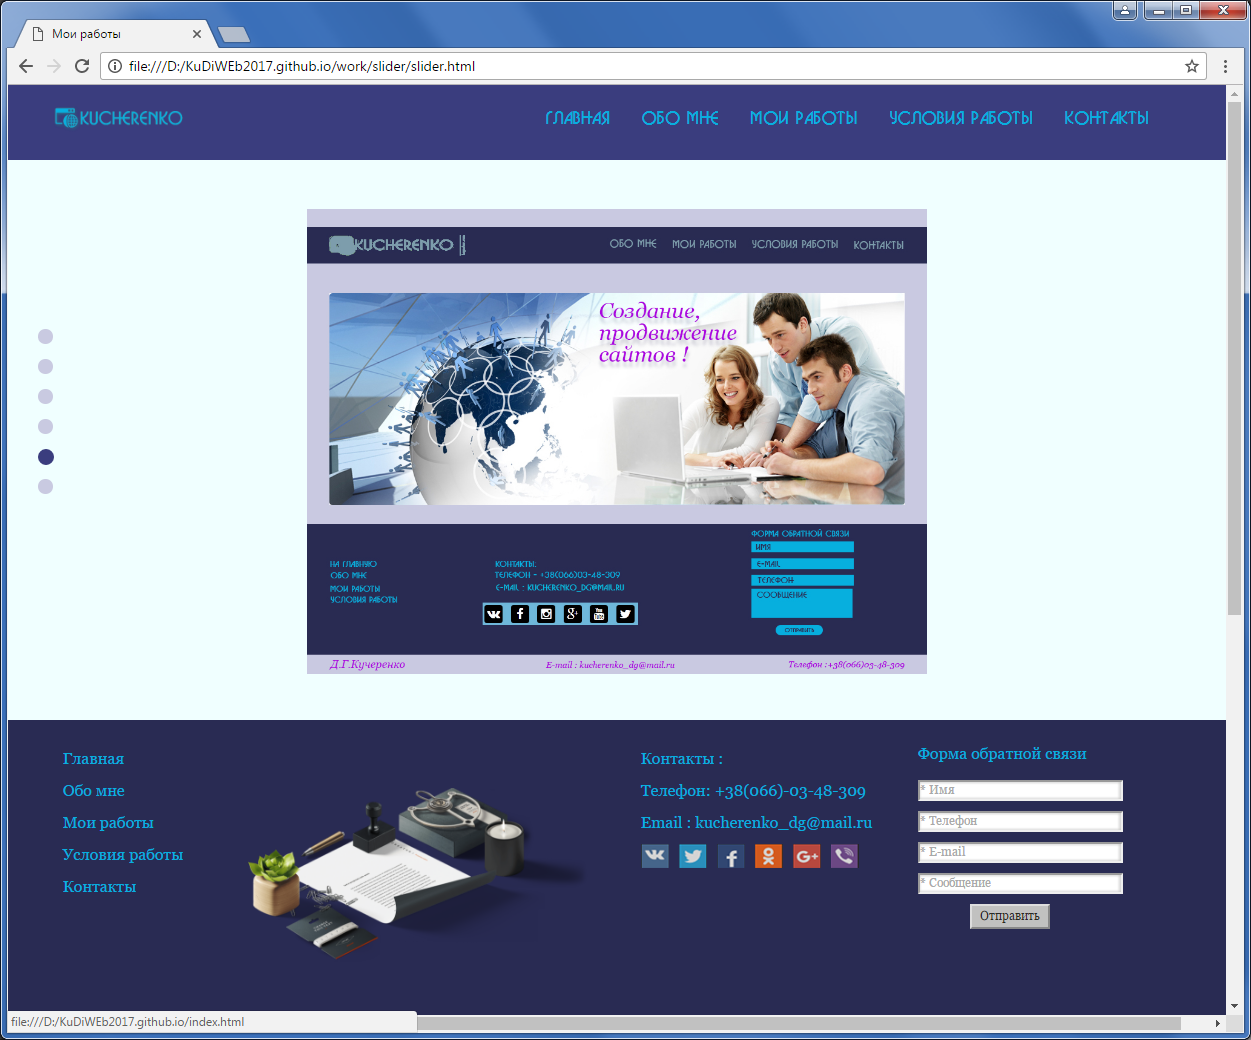 Мои работы
file:///D:/KuDiWEb2017.github.io/work/slider/slider.html
KUCHERENKO
ГЛАВНАЯ ОБО МНЕ МОИ РАБОТЫ УСЛОВИЯ РАБОТЫ КОНТАКТЫ
KUCHERENKO
ОБО МНЕ МОИ РАБОТЫ УСЛОВИЯ РАБОТЫ КОНТАКТЫ
Создание,
продвижение
сайтов !
НА ГЛАВНУЮ
ОБО МНЕ
МОИ РАБОТЫ
УСЛОВИЯ РАБОТЫ
КОНТАКТЫ:
ТЕЛЕФОН - +38(066)03-48-309
E-MAIL : KUCHERENKO_DG@MAIL.RU
ФОРМА ОБРАТНОЙ СВЯЗИ
ИМЯ
E-MAIL
ТЕЛЕФОН
СООБЩЕНИЕ
ОТПРАВИТЬ
Д.Г.Кучеренко E-mail : kucherenko_dg@mail.ru Телефон :+38(066)03-48-309
Главная
Обо мне
Мои работы
Условия работы
Контакты
Контакты :
Телефон: +38(066)-03-48-309
Email : kucherenko_dg@mail.ru
Форма обратной связи
* Имя
* Телефон
* E-mail
* Сообщение
Отправить
file:///D:/KuDiWEb2017.github.io/index.html